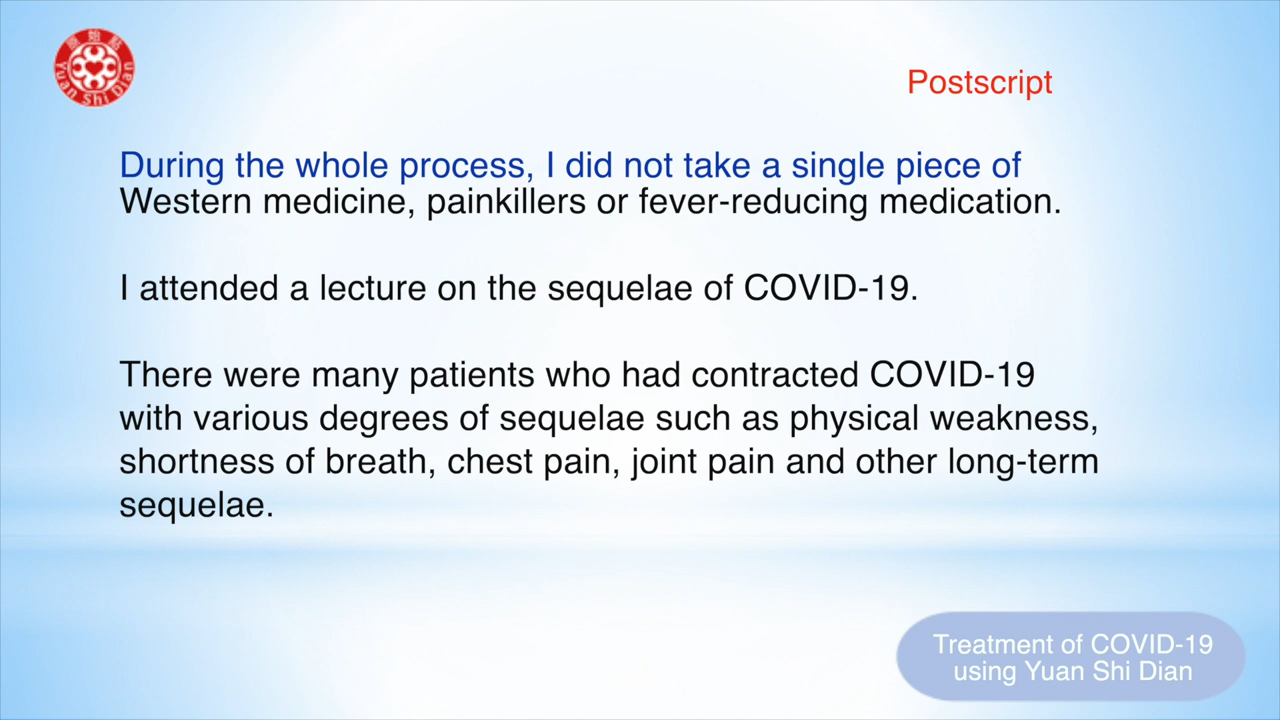 原始點
Yuan Shi Dian
Postscript
During the whole process, I did not take a single piece of
Western medicine, painkillers or fever-reducing medication.
I attended a lecture on the sequelae of COVID-19.
There were many patients who had contracted COVID-19
with various degrees of sequelae such as physical weakness,
shortness of breath, chest pain, joint pain and other long-term
sequelae.
Treatment of COVID-19
using Yuan Shi Dian